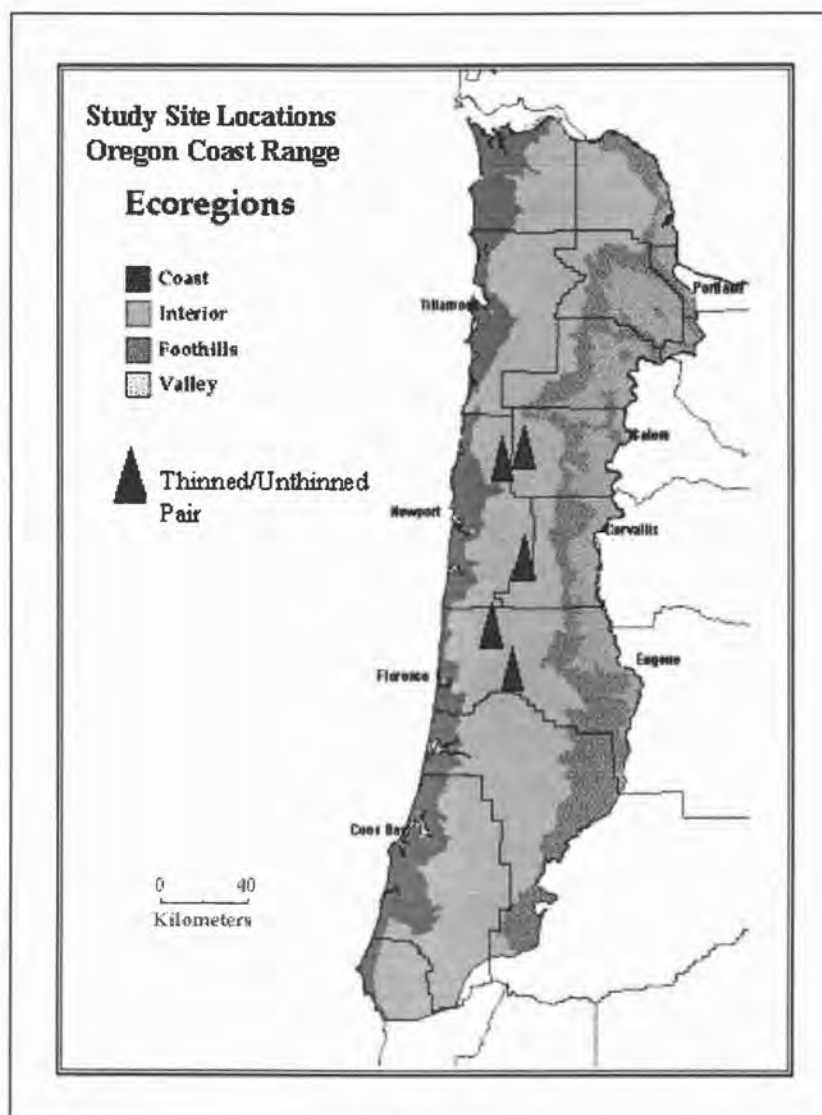 Study Site Locations
Oregon Coast Range
Ecoregions
Coast
Interior
Foothills
Valley
Thinned/Unthinned
Pair
Portland
Tillamook
Salem
Newport
Corvallis
Eugene
Florence
Coos Bay
0 40
Kilometers